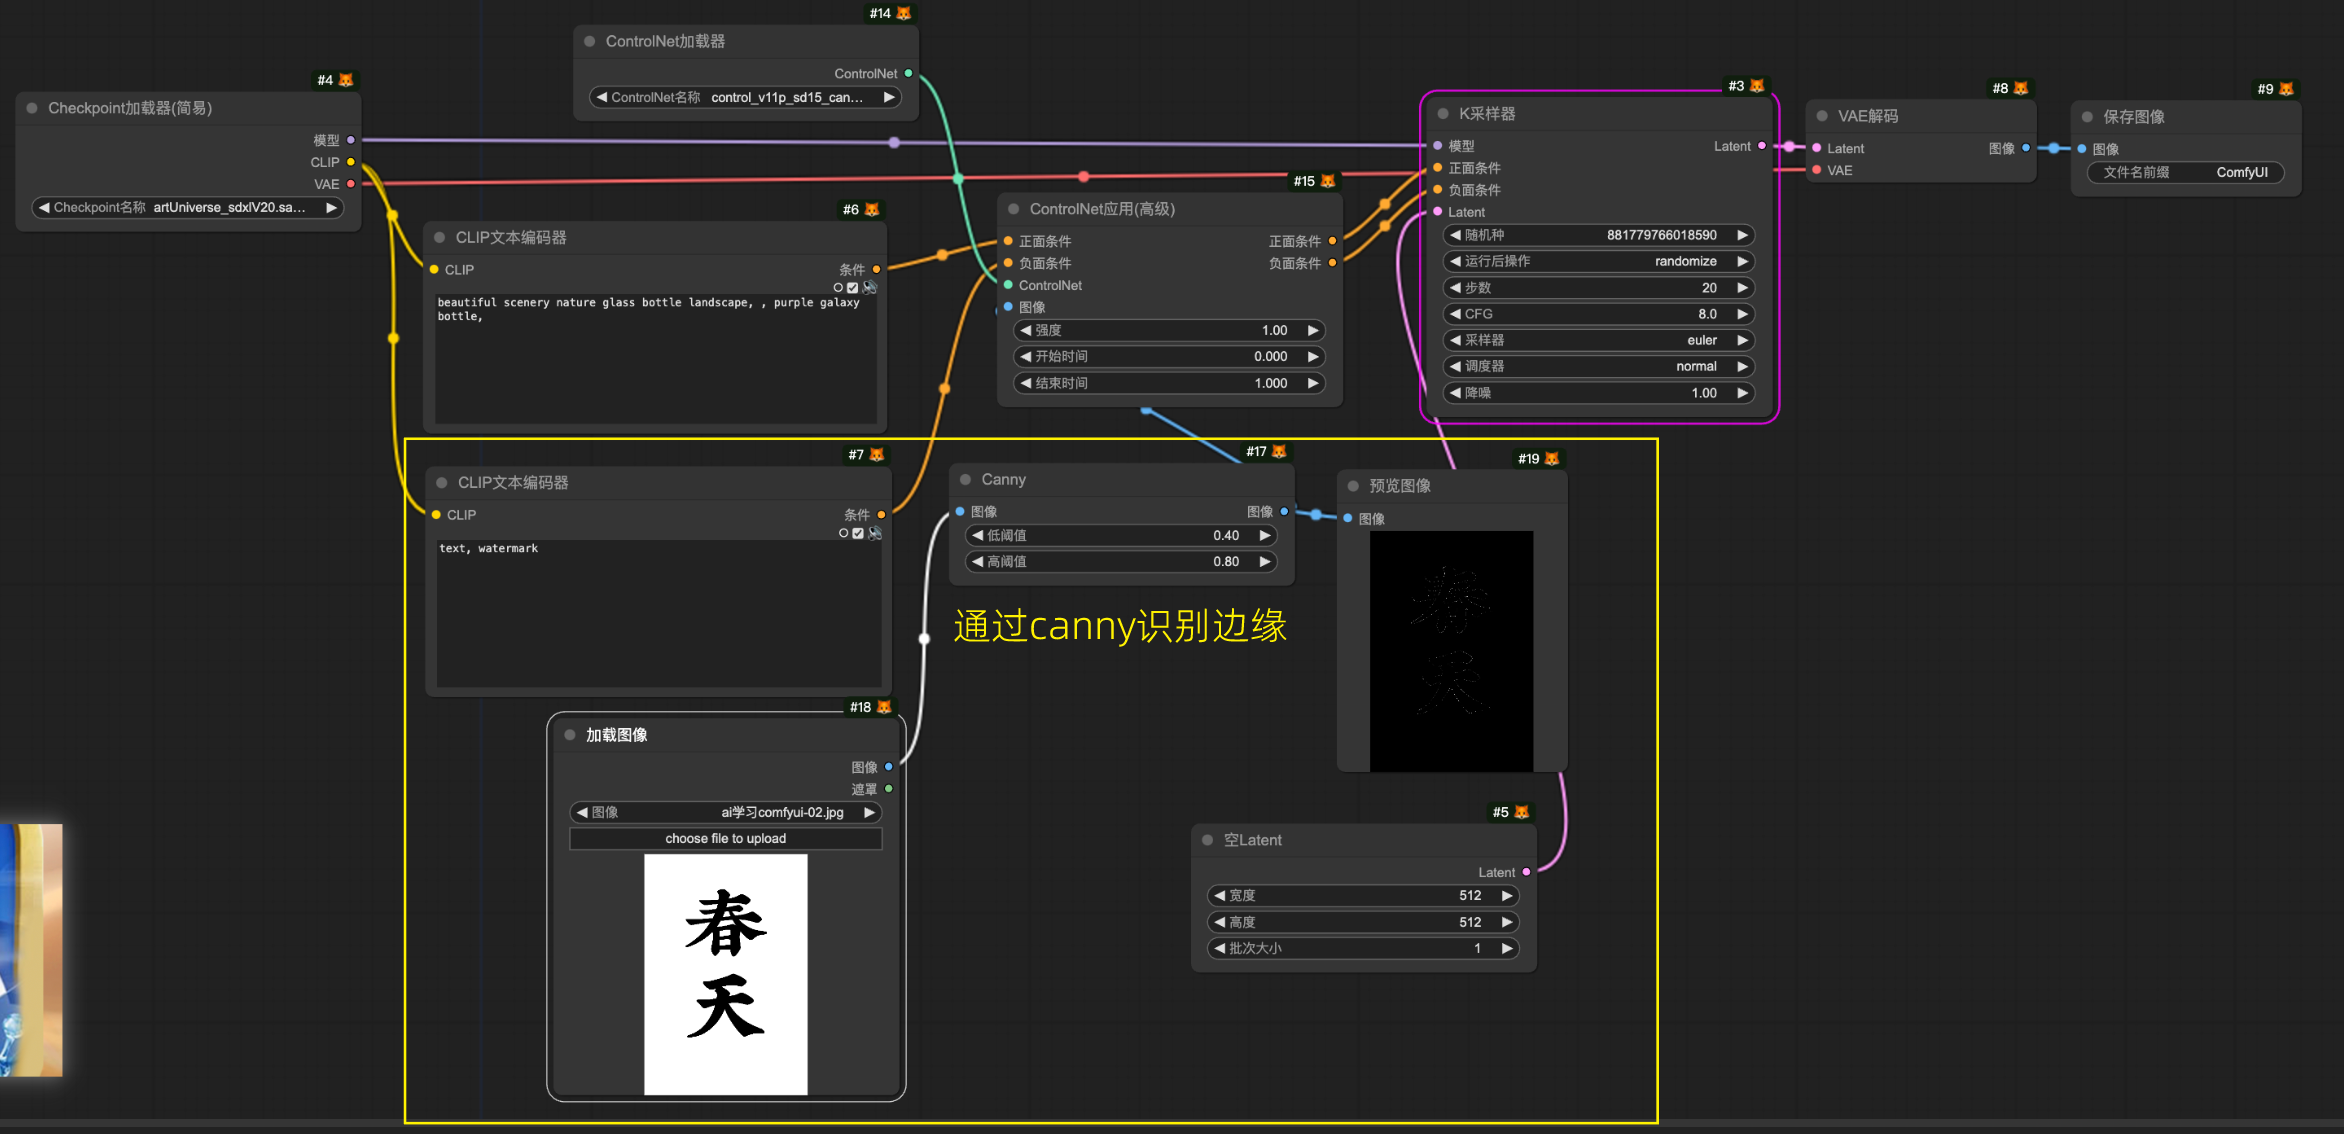 #14
ControlNet加载器
ControlNet
ControlNet名称 control_v11p_sd15_can...
#4
Checkpoint加载器(简易)
模型
CLIP
VAE
Checkpoint名称 artUniverse_sdxlV20.sa...
#6
CLIP文本编码器
CLIP 条件
beautiful scenery nature glass bottle landscape, , purple galaxy
bottle,
#15
ControlNet应用(高级)
正面条件 正面条件
负面条件 负面条件
ControlNet
图像
强度 1.00
开始时间 0.000
结束时间 1.000
#3
K采样器
模型 Latent
正面条件
负面条件
Latent
随机种 881779766018590
运行后操作 randomize
步数 20
CFG 8.0
采样器 euler
调度器 normal
降噪 1.00
#8
VAE解码
Latent 图像
VAE
#9
保存图像
图像
文件名前缀 ComfyUI
#7
CLIP文本编码器
CLIP 条件
text, watermark
#17
Canny
图像 图像
低阈值 0.40
高阈值 0.80
通过canny识别边缘
#19
预览图像
图像
春
天
#18
加载图像
图像
遮罩
图像 ai学习comfyui-02.jpg
choose file to upload
春
天
#5
空Latent
Latent
宽度 512
高度 512
批次大小 1